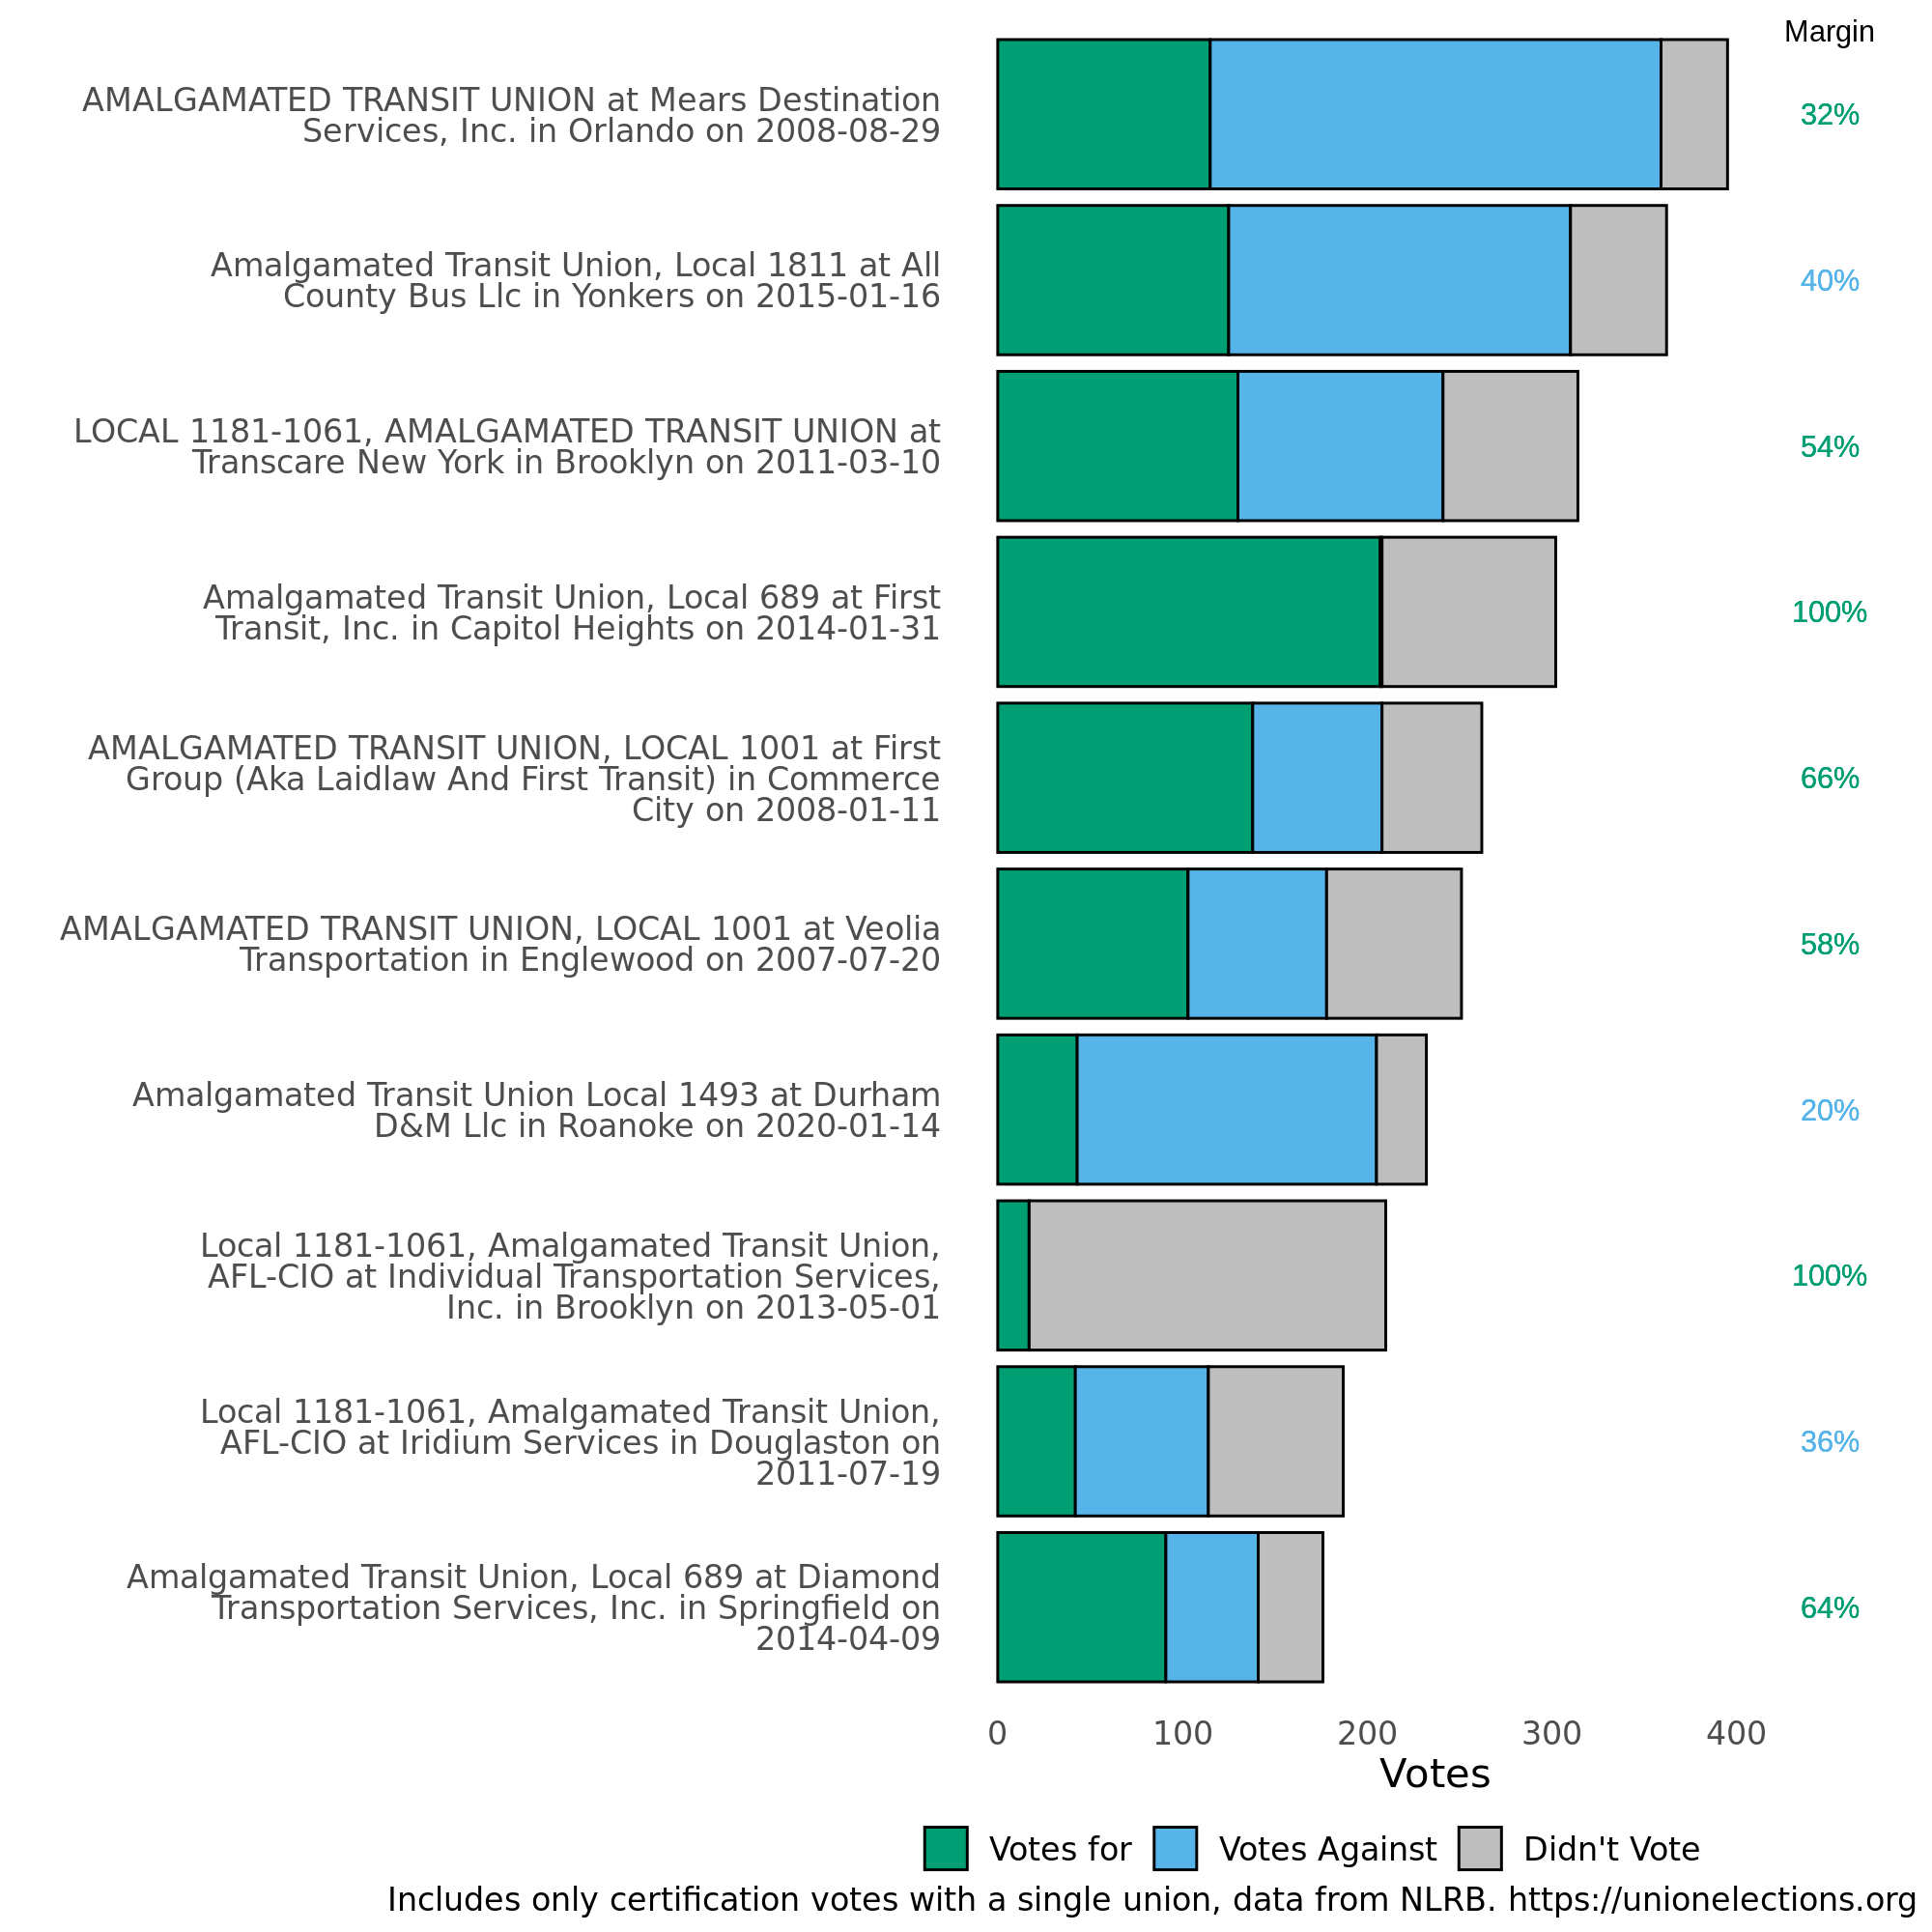 Margin
AMALGAMATED TRANSIT UNION at Mears Destination
Services, Inc. in Orlando on 2008-08-29
32%
Amalgamated Transit Union, Local 1811 at All
County Bus Llc in Yonkers on 2015-01-16
40%
LOCAL 1181-1061, AMALGAMATED TRANSIT UNION at
Transcare New York in Brooklyn on 2011-03-10
54%
Amalgamated Transit Union, Local 689 at First
Transit, Inc. in Capitol Heights on 2014-01-31
100%
AMALGAMATED TRANSIT UNION, LOCAL 1001 at First
Group (Aka Laidlaw And First Transit) in Commerce
City on 2008-01-11
66%
AMALGAMATED TRANSIT UNION, LOCAL 1001 at Veolia
Transportation in Englewood on 2007-07-20
58%
Amalgamated Transit Union Local 1493 at Durham
D&M Llc in Roanoke on 2020-01-14
20%
Local 1181-1061, Amalgamated Transit Union,
AFL-CIO at Individual Transportation Services,
Inc. in Brooklyn on 2013-05-01
100%
Local 1181-1061, Amalgamated Transit Union,
AFL-CIO at Iridium Services in Douglaston on
2011-07-19
36%
Amalgamated Transit Union, Local 689 at Diamond
Transportation Services, Inc. in Springfield on
2014-04-09
64%
0 100 200 300 400
Votes
Votes for Votes Against Didn't Vote
Includes only certification votes with a single union, data from NLRB. https://unionelections.org